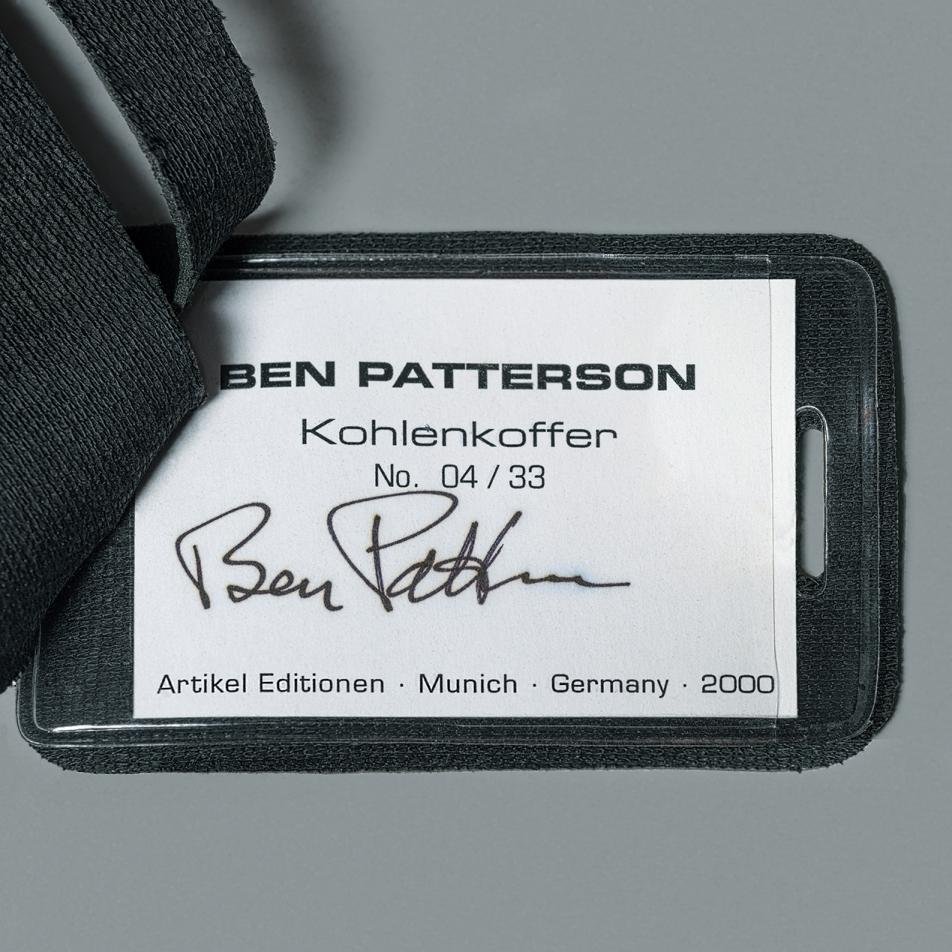 BEN PATTERSON
Kohlenkoffer
No. 04 / 33
Ben Patterson
Artikel Editionen · Munich · Germany · 2000